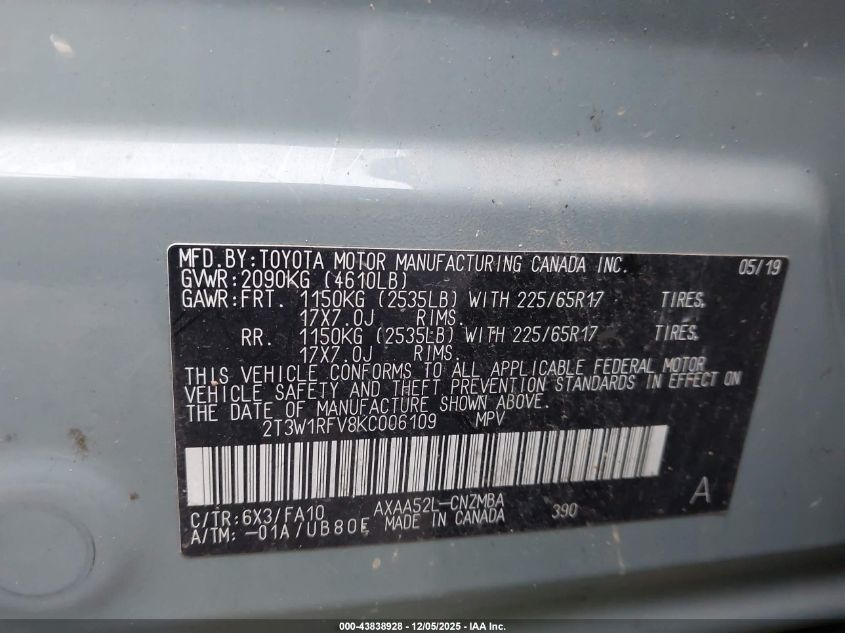 MFD.BY:TOYOTA MOTOR MANUFACTURING CANADA INC. 05/19
GVWR:2090KG (4610LB)
GAWR:FRT. 1150KG (2535LB) WITH 225/65R17 TIRES,
17X7.0J RIMS.
RR. 1150KG (2535LB) WITH 225/65R17 TIRES,
17X7.0J RIMS.
THIS VEHICLE CONFORMS TO ALL APPLICABLE FEDERAL MOTOR
VEHICLE SAFETY AND THEFT PREVENTION STANDARDS IN EFFECT ON
THE DATE OF MANUFACTURE SHOWN ABOVE.
2T3W1RFV8KC006109 MPV
C/TR:6X3/FA10 AXAA52L-CNZMBA 390 A
A/TM:-01A/UB80E MADE IN CANADA
000-43838928 - 12/05/2025 - IAA Inc.